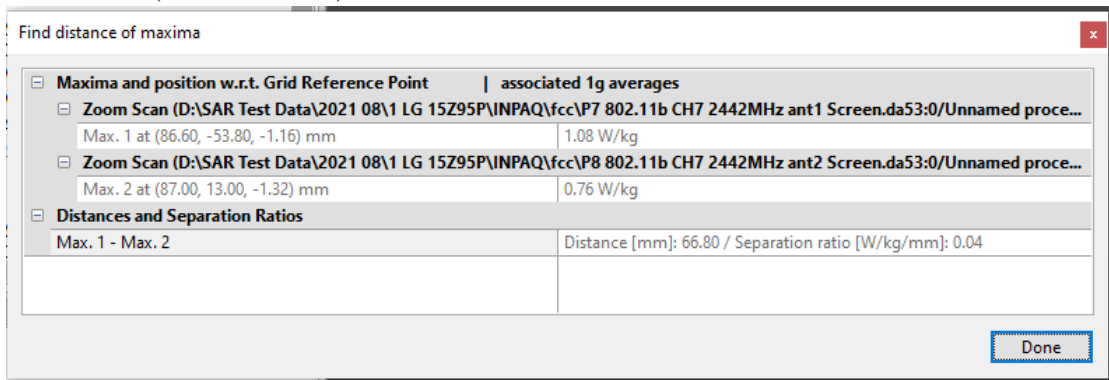 Find distance of maxima
x
Maxima and position w.r.t. Grid Reference Point | associated 1g averages
Zoom Scan (D:\SAR Test Data\2021 08\1 LG 15Z95P\INPAQ\fcc\P7 802.11b CH7 2442MHz ant1 Screen.da53:0/Unnamed proce...
Max. 1 at (86.60, -53.80, -1.16) mm 1.08 W/kg
Zoom Scan (D:\SAR Test Data\2021 08\1 LG 15Z95P\INPAQ\fcc\P8 802.11b CH7 2442MHz ant2 Screen.da53:0/Unnamed proce...
Max. 2 at (87.00, 13.00, -1.32) mm 0.76 W/kg
Distances and Separation Ratios
Max. 1 - Max. 2 Distance [mm]: 66.80 / Separation ratio [W/kg/mm]: 0.04
Done